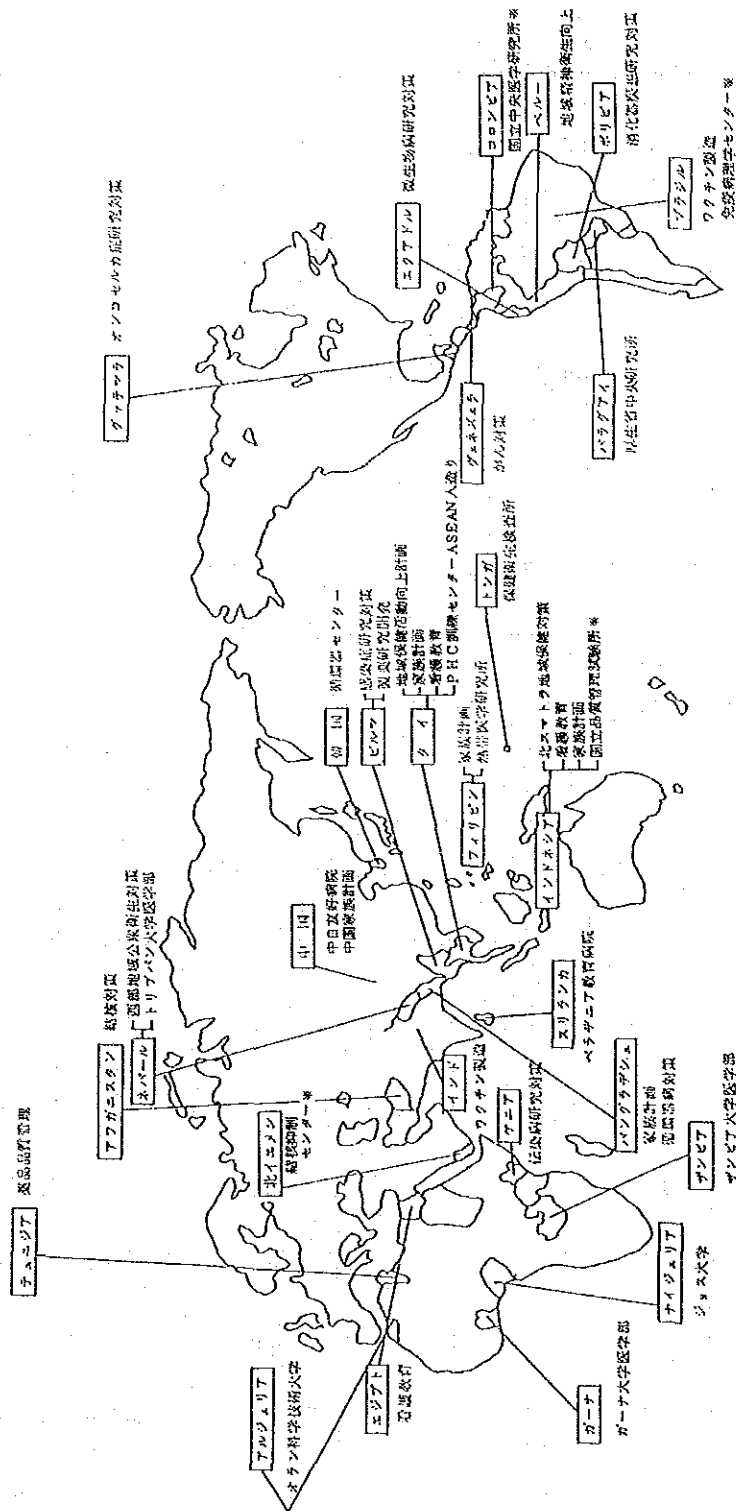 チュニジア
薬品品質管理
アフガニスタン
結核対策
ネパール
西部地域公衆衛生対策
トリブバン大学医学部
アルジェリア
オラン科学技術大学
エジプト
看護教育
北イエメン
結核抑制
センター※
インド
ワクチン製造
ケニア
伝染病研究対策
ガーナ
ガーナ大学医学部
ナイジェリア
ジョス大学
ザンビア
ザンビア大学医学部
バングラデシュ
家族計画
循環器病対策
スリランカ
ペラデニア教育病院
中国
中日友好病院
中国家族計画
韓国
循環器センター
ビルマ
感染症研究対策
製薬研究開発
タイ
地域保健活動向上計画
家族計画
看護教育
PHC訓練センターASEAN人造り
フィリピン
家族計画
熱帯医学研究所
トンガ
保健衛生検査所
インドネシア
北スマトラ地域保健対策
看護教育
家族計画
国立品質管理試験所※
グァテマラ
オンコセルカ症研究対策
エクアドル
微生物病研究対策
ヴェネズェラ
がん対策
コロンビア
国立中央医学研究所※
ペルー
地域精神衛生向上
ボリビア
消化器疾患研究対策
パラグアイ
厚生省中央研究所
ブラジル
ワクチン製造
免疫病理学センター※